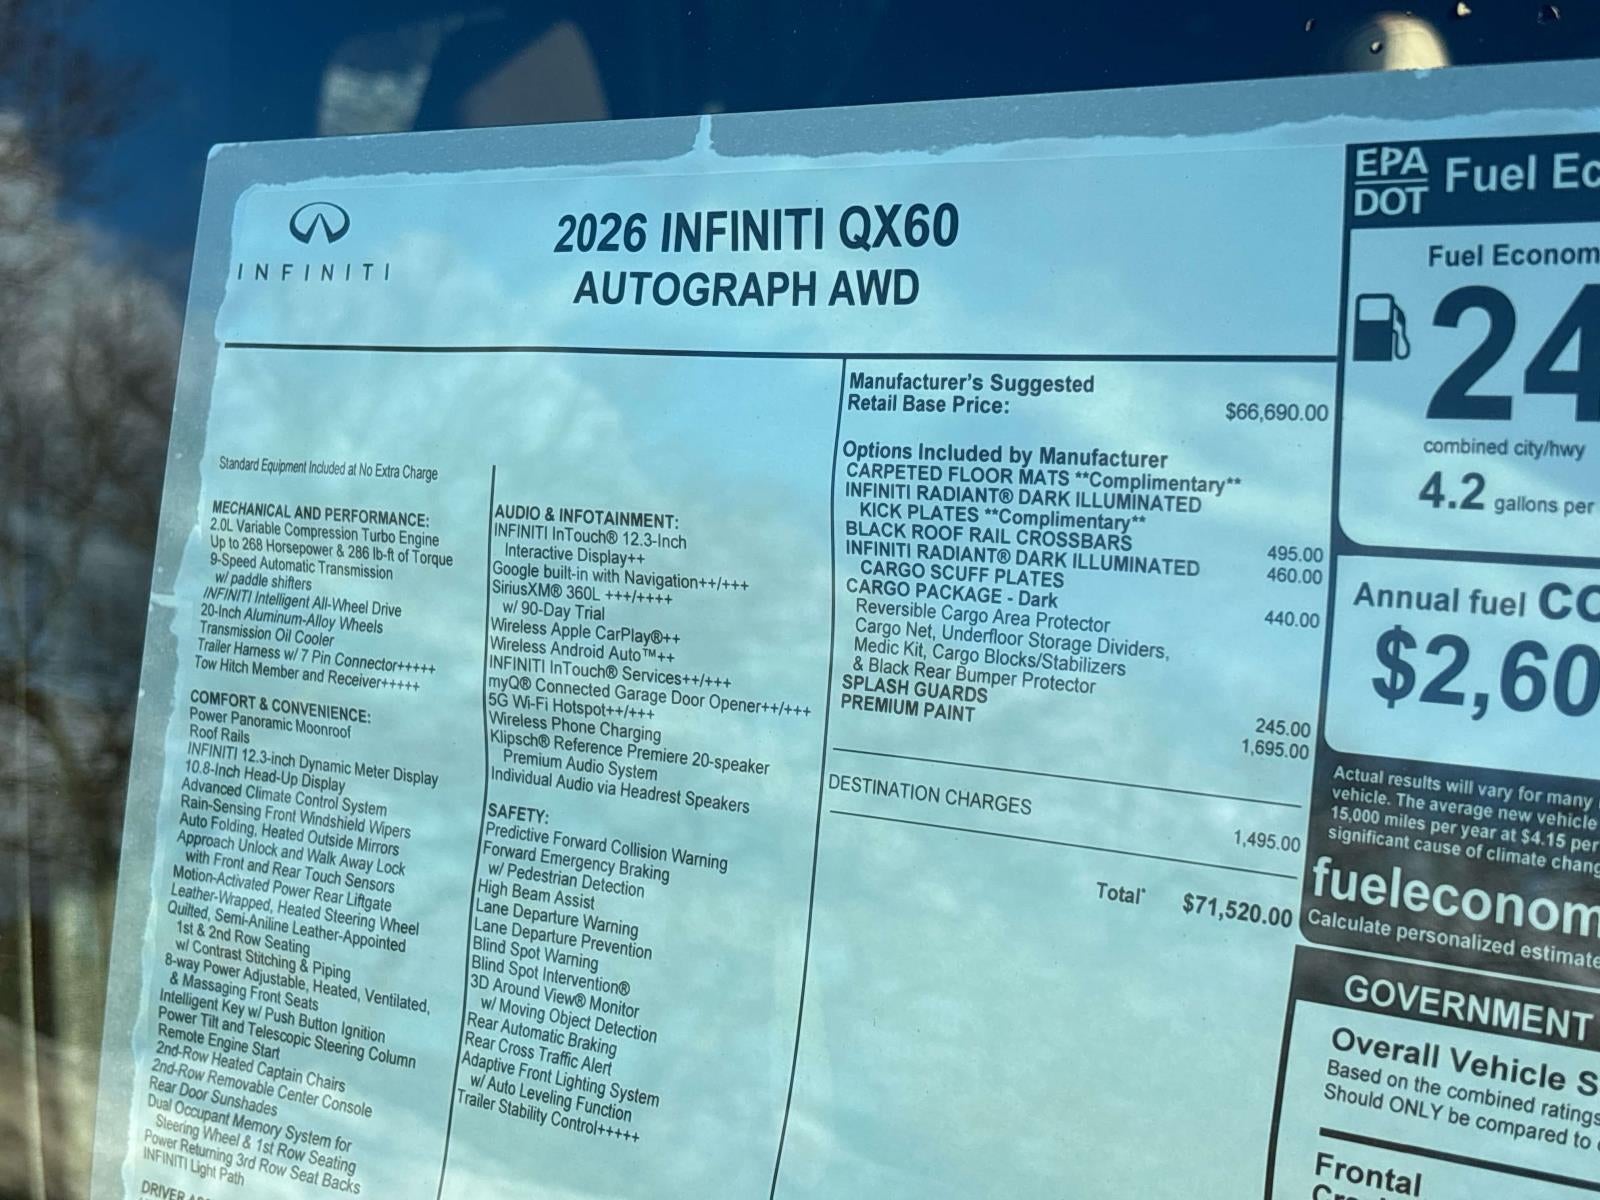 INFINITI
2026 INFINITI QX60
AUTOGRAPH AWD
Standard Equipment Included at No Extra Charge
MECHANICAL AND PERFORMANCE:
2.0L Variable Compression Turbo Engine
Up to 268 Horsepower & 286 lb-ft of Torque
9-Speed Automatic Transmission
w/ paddle shifters
INFINITI Intelligent All-Wheel Drive
20-Inch Aluminum-Alloy Wheels
Transmission Oil Cooler
Trailer Harness w/ 7 Pin Connector+++++
Tow Hitch Member and Receiver+++++
COMFORT & CONVENIENCE:
Power Panoramic Moonroof
Roof Rails
INFINITI 12.3-inch Dynamic Meter Display
10.8-Inch Head-Up Display
Advanced Climate Control System
Rain-Sensing Front Windshield Wipers
Auto Folding, Heated Outside Mirrors
Approach Unlock and Walk Away Lock
with Front and Rear Touch Sensors
Motion-Activated Power Rear Liftgate
Leather-Wrapped, Heated Steering Wheel
Quilted, Semi-Aniline Leather-Appointed
1st & 2nd Row Seating
w/ Contrast Stitching & Piping
8-way Power Adjustable, Heated, Ventilated,
& Massaging Front Seats
Intelligent Key w/ Push Button Ignition
Power Tilt and Telescopic Steering Column
Remote Engine Start
2nd-Row Heated Captain Chairs
2nd-Row Removable Center Console
Rear Door Sunshades
Dual Occupant Memory System for
Steering Wheel & 1st Row Seating
Power Returning 3rd Row Seat Backs
INFINITI Light Path
DRIVER
AUDIO & INFOTAINMENT:
INFINITI InTouch® 12.3-Inch
Interactive Display++
Google built-in with Navigation++/+++
SiriusXM® 360L +++/++++
w/ 90-Day Trial
Wireless Apple CarPlay®++
Wireless Android Auto™++
INFINITI InTouch® Services++/+++
myQ® Connected Garage Door Opener++/+++
5G Wi-Fi Hotspot++/+++
Wireless Phone Charging
Klipsch® Reference Premiere 20-speaker
Premium Audio System
Individual Audio via Headrest Speakers
SAFETY:
Predictive Forward Collision Warning
Forward Emergency Braking
w/ Pedestrian Detection
High Beam Assist
Lane Departure Warning
Lane Departure Prevention
Blind Spot Warning
Blind Spot Intervention®
3D Around View® Monitor
w/ Moving Object Detection
Rear Automatic Braking
Rear Cross Traffic Alert
Adaptive Front Lighting System
w/ Auto Leveling Function
Trailer Stability Control+++++
Manufacturer's Suggested
Retail Base Price: $66,690.00
Options Included by Manufacturer
CARPETED FLOOR MATS **Complimentary**
INFINITI RADIANT® DARK ILLUMINATED
KICK PLATES **Complimentary**
BLACK ROOF RAIL CROSSBARS 495.00
INFINITI RADIANT® DARK ILLUMINATED 460.00
CARGO SCUFF PLATES
CARGO PACKAGE - Dark 440.00
Reversible Cargo Area Protector
Cargo Net, Underfloor Storage Dividers,
Medic Kit, Cargo Blocks/Stabilizers
& Black Rear Bumper Protector
SPLASH GUARDS 245.00
PREMIUM PAINT 1,695.00
DESTINATION CHARGES 1,495.00
Total* $71,520.00
EPA
DOT
Fuel Ec
Fuel Econom
24
combined city/hwy
4.2 gallons per
Annual fuel CO
$2,60
Actual results will vary for many
vehicle. The average new vehicle
15,000 miles per year at $4.15 per
significant cause of climate chang
fueleconom
Calculate personalized estimate
GOVERNMENT
Overall Vehicle S
Based on the combined ratings
Should ONLY be compared to
Frontal